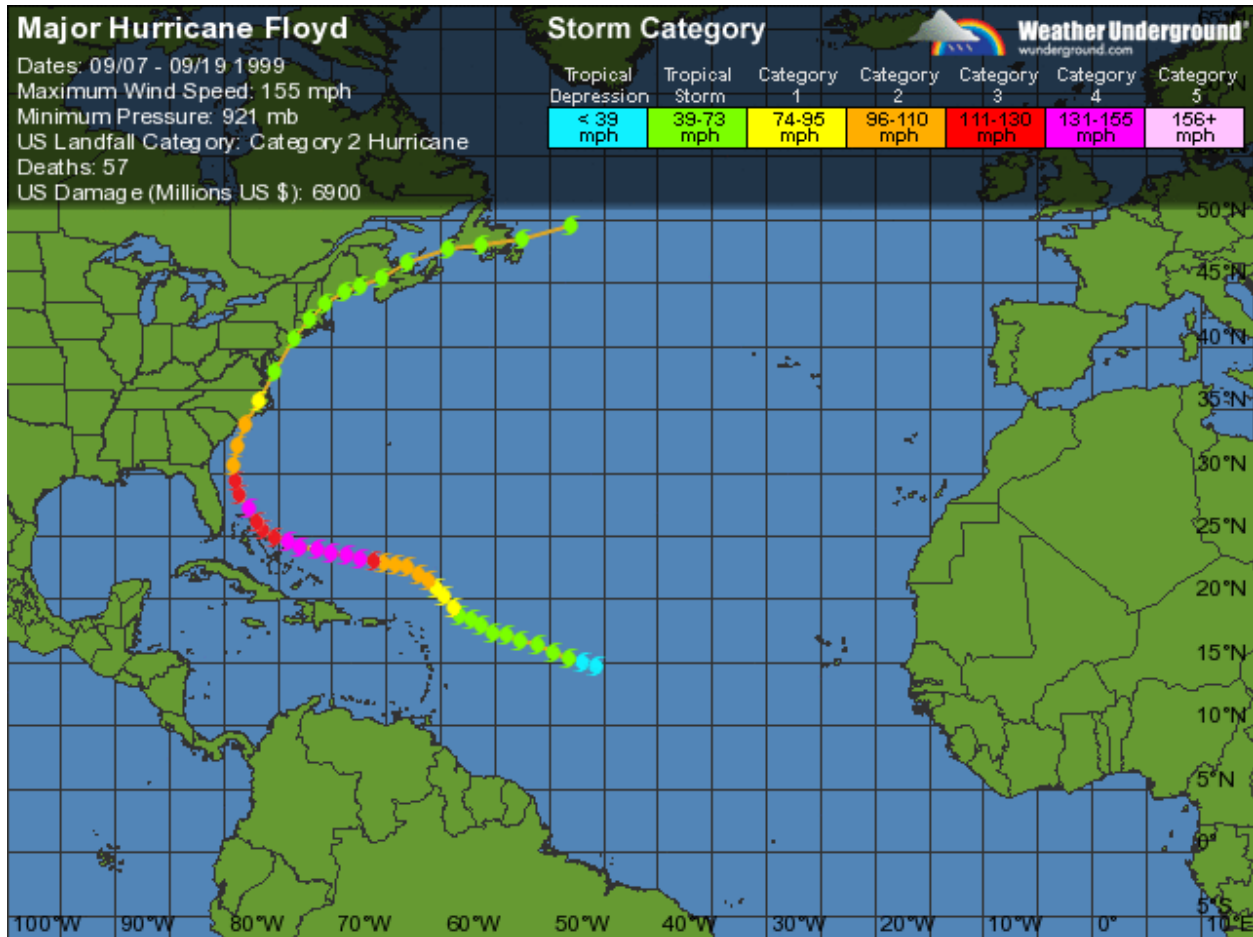 Major Hurricane Floyd
Dates: 09/07 - 09/19 1999
Maximum Wind Speed: 155 mph
Minimum Pressure: 921 mb
US Landfall Category: Category 2 Hurricane
Deaths: 57
US Damage (Millions US $): 6900
Storm Category
Weather Underground®
wunderground.com
Tropical Depression
Tropical Storm
Category 1
Category 2
Category 3
Category 4
Category 5
< 39 mph
39-73 mph
74-95 mph
96-110 mph
111-130 mph
131-155 mph
156+ mph
65°N
50°N
45°N
40°N
35°N
30°N
25°N
20°N
15°N
10°N
5°N
0°
5°S
100°W 90°W 80°W 70°W 60°W 50°W 40°W 30°W 20°W 10°W 0° 10°E